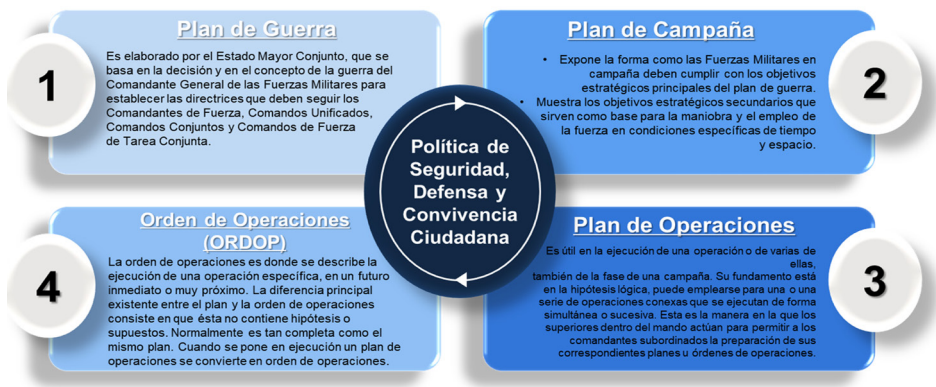 Plan de Guerra
1
Es elaborado por el Estado Mayor Conjunto, que se
basa en la decisión y en el concepto de la guerra del
Comandante General de las Fuerzas Militares para
establecer las directrices que deben seguir los
Comandantes de Fuerza, Comandos Unificados,
Comandos Conjuntos y Comandos de Fuerza
de Tarea Conjunta.
Plan de Campaña
2
• Expone la forma como las Fuerzas Militares en
campaña deben cumplir con los objetivos
estratégicos principales del plan de guerra.
• Muestra los objetivos estratégicos secundarios que
sirven como base para la maniobra y el empleo de
la fuerza en condiciones específicas de tiempo
y espacio.
Política de
Seguridad,
Defensa y
Convivencia
Ciudadana
Plan de Operaciones
3
Es útil en la ejecución de una operación o de varias de
ellas,
también de la fase de una campaña. Su fundamento está
en la hipótesis lógica, puede emplearse para una o una
serie de operaciones conexas que se ejecutan de forma
simultánea o sucesiva. Esta es la manera en la que los
superiores dentro del mando actúan para permitir a los
comandantes subordinados la preparación de sus
correspondientes planes u órdenes de operaciones.
Orden de Operaciones
(ORDOP)
4
La orden de operaciones es donde se describe la
ejecución de una operación específica, en un futuro
inmediato o muy próximo. La diferencia principal
existente entre el plan y la orden de operaciones
consiste en que ésta no contiene hipótesis o
supuestos. Normalmente es tan completa como el
mismo plan. Cuando se pone en ejecución un plan de
operaciones se convierte en orden de operaciones.